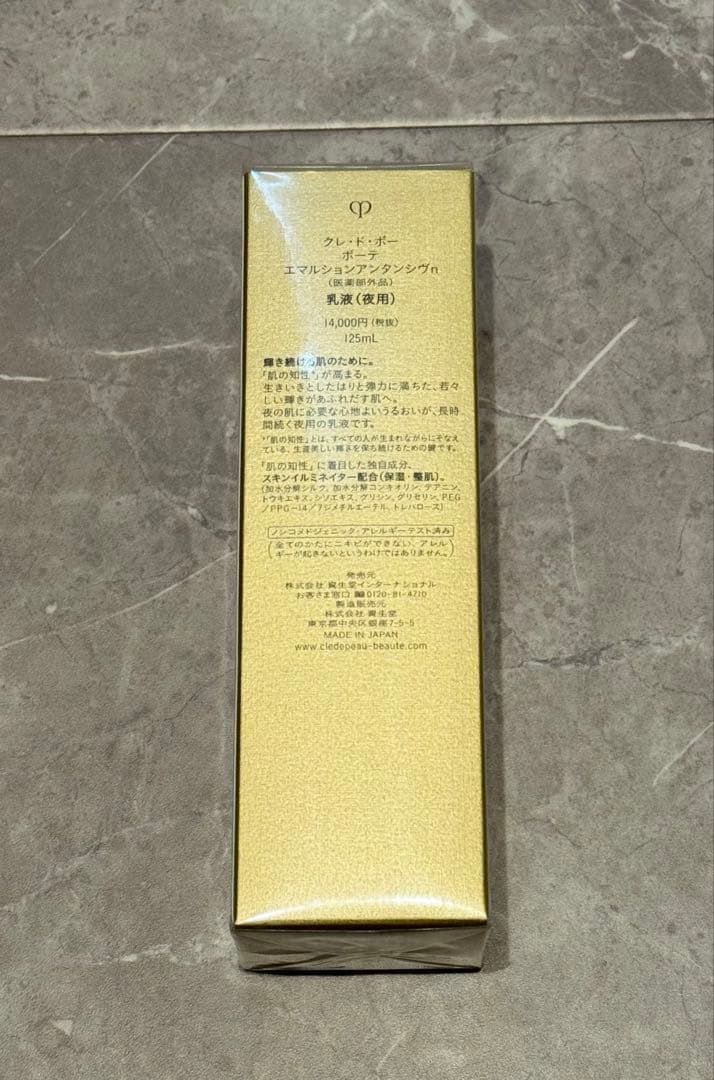 クレ・ド・ポー
ボーテ
エマルションアンタンシヴn
(医薬部外品)
乳液(夜用)
14,000円(税抜)
125mL
輝き続ける肌のために。
「肌の知性*」が高まる。
生きいきとしたはりと弾力に満ちた、若々
しい輝きがあふれだす肌へ。
夜の肌に必要な心地よいうるおいが、長時
間続く夜用の乳液です。
*「肌の知性」とは、すべての人が生まれながらにそなえ
ている、生涯美しい輝きを保ち続けるための鍵です。
「肌の知性」に着目した独自成分、
スキンイルミネイター配合(保湿・整肌)。
(加水分解シルク、加水分解コンキオリン、テアニン、
トウキエキス、シソエキス、グリシン、グリセリン、PEG
/PPG-14/7ジメチルエーテル、トレハロース)
ノンコメドジェニック・アレルギーテスト済み
(全てのかたにニキビができない、アレル
ギーが起きないというわけではありません。)
発売元
株式会社 資生堂インターナショナル
お客さま窓口 0120-81-4710
製造販売元
株式会社 資生堂
東京都中央区銀座7-5-5
MADE IN JAPAN
www.cledepeau-beaute.com